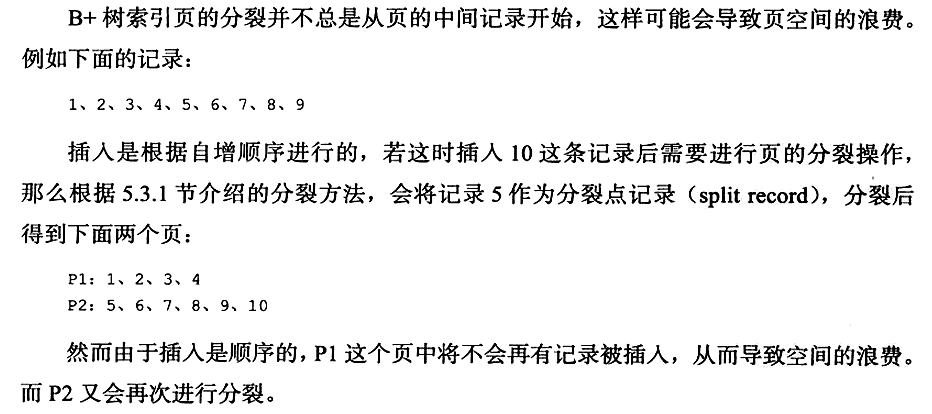 B+ 树索引页的分裂并不总是从页的中间记录开始，这样可能会导致页空间的浪费。
例如下面的记录：
1、2、3、4、5、6、7、8、9
插入是根据自增顺序进行的，若这时插入 10 这条记录后需要进行页的分裂操作，
那么根据 5.3.1 节介绍的分裂方法，会将记录 5 作为分裂点记录（split record），分裂后
得到下面两个页：
P1：1、2、3、4
P2：5、6、7、8、9、10
然而由于插入是顺序的，P1 这个页中将不会再有记录被插入，从而导致空间的浪费。
而 P2 又会再次进行分裂。